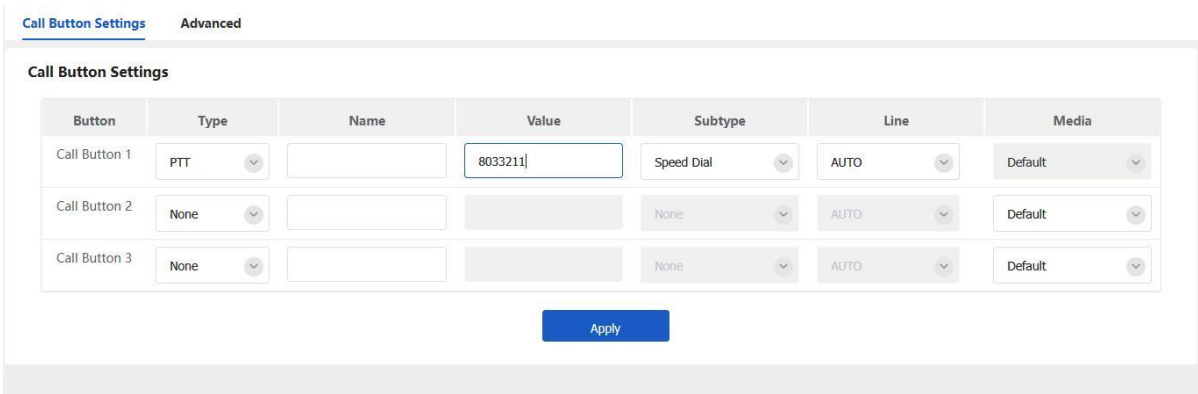 Call Button Settings Advanced
Call Button Settings
Button Type Name Value Subtype Line Media
Call Button 1 PTT 8033211 Speed Dial AUTO Default
Call Button 2 None None AUTO Default
Call Button 3 None None AUTO Default
Apply